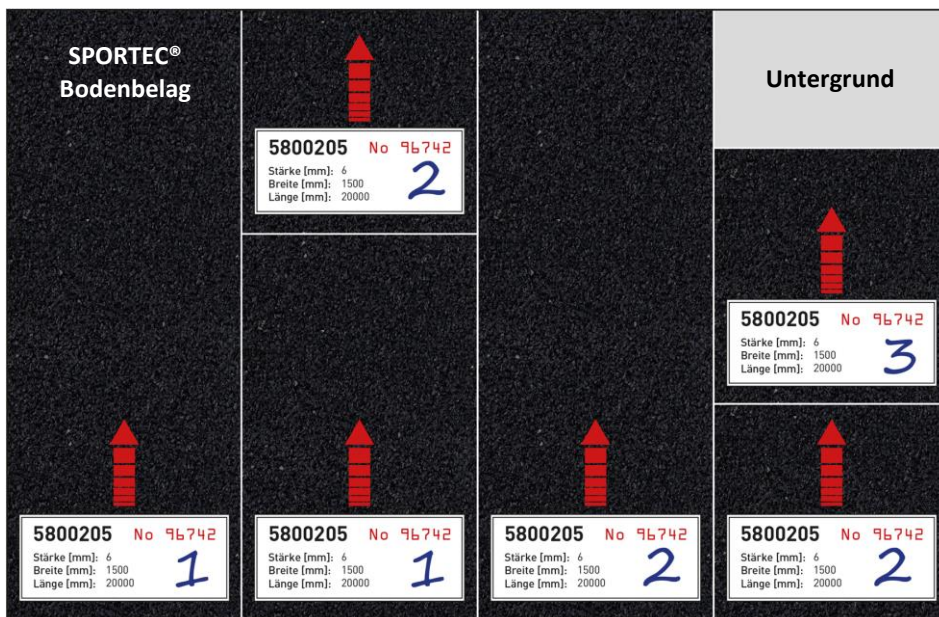 SPORTEC®
Bodenbelag
5800205 No 96742
Stärke [mm]: 6
Breite [mm]: 1500
Länge [mm]: 20000
2
Untergrund
5800205 No 96742
Stärke [mm]: 6
Breite [mm]: 1500
Länge [mm]: 20000
3
5800205 No 96742
Stärke [mm]: 6
Breite [mm]: 1500
Länge [mm]: 20000
1
5800205 No 96742
Stärke [mm]: 6
Breite [mm]: 1500
Länge [mm]: 20000
1
5800205 No 96742
Stärke [mm]: 6
Breite [mm]: 1500
Länge [mm]: 20000
2
5800205 No 96742
Stärke [mm]: 6
Breite [mm]: 1500
Länge [mm]: 20000
2